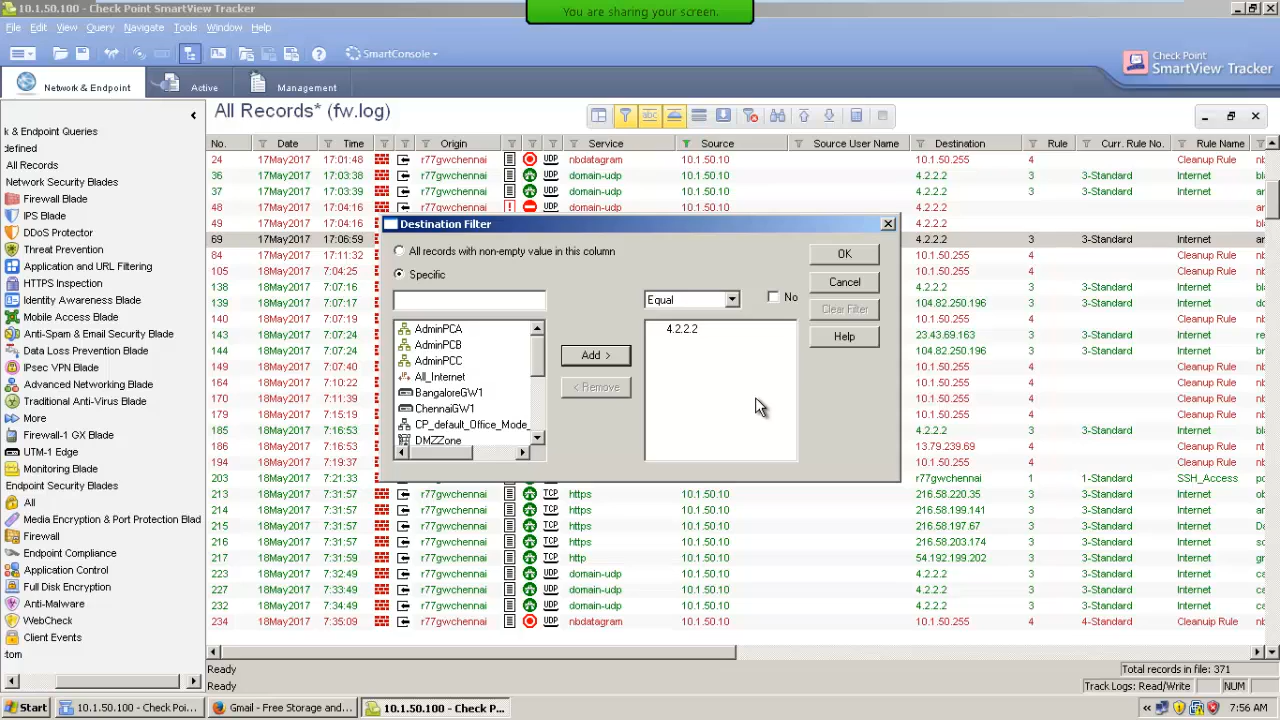 10.1.50.100 - Check Point SmartView Tracker
You are sharing your screen.
File Edit View Query Navigate Tools Window Help
SmartConsole
Check Point
SmartView Tracker
Network & Endpoint Active Management
All Records* (fw.log)
k & Endpoint Queries
defined
All Records
Network Security Blades
Firewall Blade
IPS Blade
DDoS Protector
Threat Prevention
Application and URL Filtering
HTTPS Inspection
Identity Awareness Blade
Mobile Access Blade
Anti-Spam & Email Security Blade
Data Loss Prevention Blade
IPsec VPN Blade
Advanced Networking Blade
Traditional Anti-Virus Blade
More
Firewall-1 GX Blade
UTM-1 Edge
Monitoring Blade
Endpoint Security Blades
All
Media Encryption & Port Protection Blad
Firewall
Endpoint Compliance
Application Control
Full Disk Encryption
Anti-Malware
WebCheck
Client Events
tom
No. Date Time Origin Service Source Source User Name Destination Rule Curr. Rule No. Rule Name
24 17May2017 17:01:48 r77gwchennai UDP nbdatagram 10.1.50.10 10.1.50.255 4 Cleanup Rule nb
36 17May2017 17:03:38 r77gwchennai UDP domain-udp 10.1.50.10 4.2.2.2 3 3-Standard Internet bl
37 17May2017 17:03:39 r77gwchennai UDP domain-udp 10.1.50.10 4.2.2.2 3 3-Standard Internet bl
48 17May2017 17:04:16 r77gwchennai UDP domain-udp 10.1.50.10 4.2.2.2 ar
49 17May2017 17:04:16 4.2.2.2 3 3-Standard Internet
69 17May2017 17:06:59 4.2.2.2 3 3-Standard Internet ar
84 17May2017 17:11:32 10.1.50.255 4 Cleanup Rule
105 18May2017 7:04:25 10.1.50.255 4 Cleanup Rule
138 18May2017 7:07:16 4.2.2.2 3 3-Standard Internet
139 18May2017 7:07:16 104.82.250.196 3 3-Standard Internet
140 18May2017 7:07:18 10.1.50.255 4 Cleanup Rule
143 18May2017 7:07:24 23.43.69.163 3 3-Standard Internet
144 18May2017 7:07:24 104.82.250.196 3 3-Standard Internet
149 18May2017 7:07:40 10.1.50.255 4 Cleanup Rule
164 18May2017 7:10:22 10.1.50.255 4 Cleanup Rule
170 18May2017 7:11:39 10.1.50.255 4 Cleanup Rule
179 18May2017 7:15:19 10.1.50.255 4 Cleanup Rule
185 18May2017 7:16:53 4.2.2.2 3 3-Standard Internet
186 18May2017 7:16:53 13.79.239.69 3 3-Standard Internet
194 18May2017 7:19:37 10.1.50.255 4 Cleanup Rule
203 18May2017 7:21:31 r77gwchennai 1 1-Standard SSH_Access
213 18May2017 7:31:57 r77gwchennai TCP https 10.1.50.10 216.58.220.35 3 3-Standard Internet
214 18May2017 7:31:57 r77gwchennai TCP https 10.1.50.10 216.58.199.141 3 3-Standard Internet
215 18May2017 7:31:57 r77gwchennai TCP https 10.1.50.10 216.58.197.67 3 3-Standard Internet
216 18May2017 7:31:57 r77gwchennai TCP https 10.1.50.10 216.58.203.174 3 3-Standard Internet
217 18May2017 7:31:59 r77gwchennai TCP http 10.1.50.10 54.192.199.202 3 3-Standard Internet
223 18May2017 7:32:49 r77gwchennai UDP domain-udp 10.1.50.10 4.2.2.2 3 3-Standard Internet
227 18May2017 7:33:49 r77gwchennai UDP domain-udp 10.1.50.10 4.2.2.2 3 3-Standard Internet
232 18May2017 7:34:49 r77gwchennai UDP domain-udp 10.1.50.10 4.2.2.2 3 3-Standard Internet
234 18May2017 7:35:09 r77gwchennai UDP nbdatagram 10.1.50.10 10.1.50.255 4 4-Standard Cleanuip Rule
Destination Filter
All records with non-empty value in this column
Specific
Equal
No
AdminPCA
AdminPCB
AdminPCC
All_Internet
BangaloreGW1
ChennaiGW1
CP_default_Office_Mode_
DMZZone
Add >
< Remove
4.2.2.2
OK
Cancel
Clear Filter
Help
Ready
Total records in file: 371
Ready
Track Logs: Read/Write NUM
Start
10.1.50.100 - Check Poi...
Gmail - Free Storage and...
10.1.50.100 - Check P...
7:56 AM